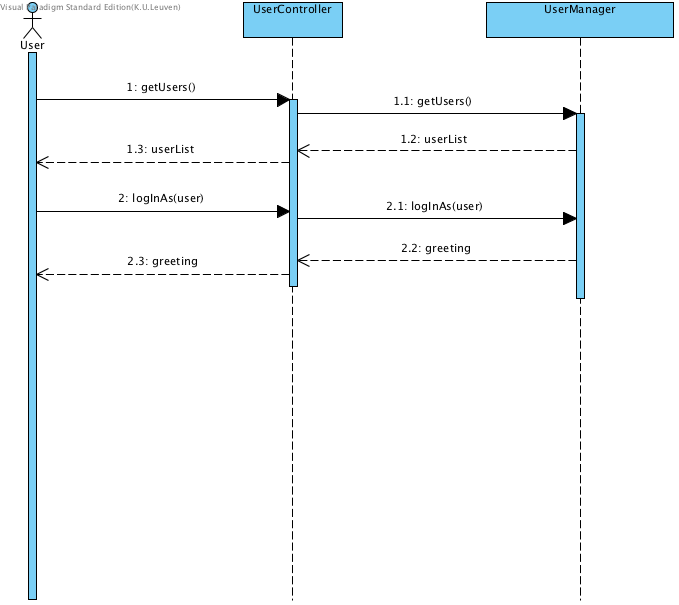 Visual Paradigm Standard Edition(K.U.Leuven)
UserController
UserManager
User
1: getUsers()
1.1: getUsers()
1.2: userList
1.3: userList
2: logInAs(user)
2.1: logInAs(user)
2.2: greeting
2.3: greeting